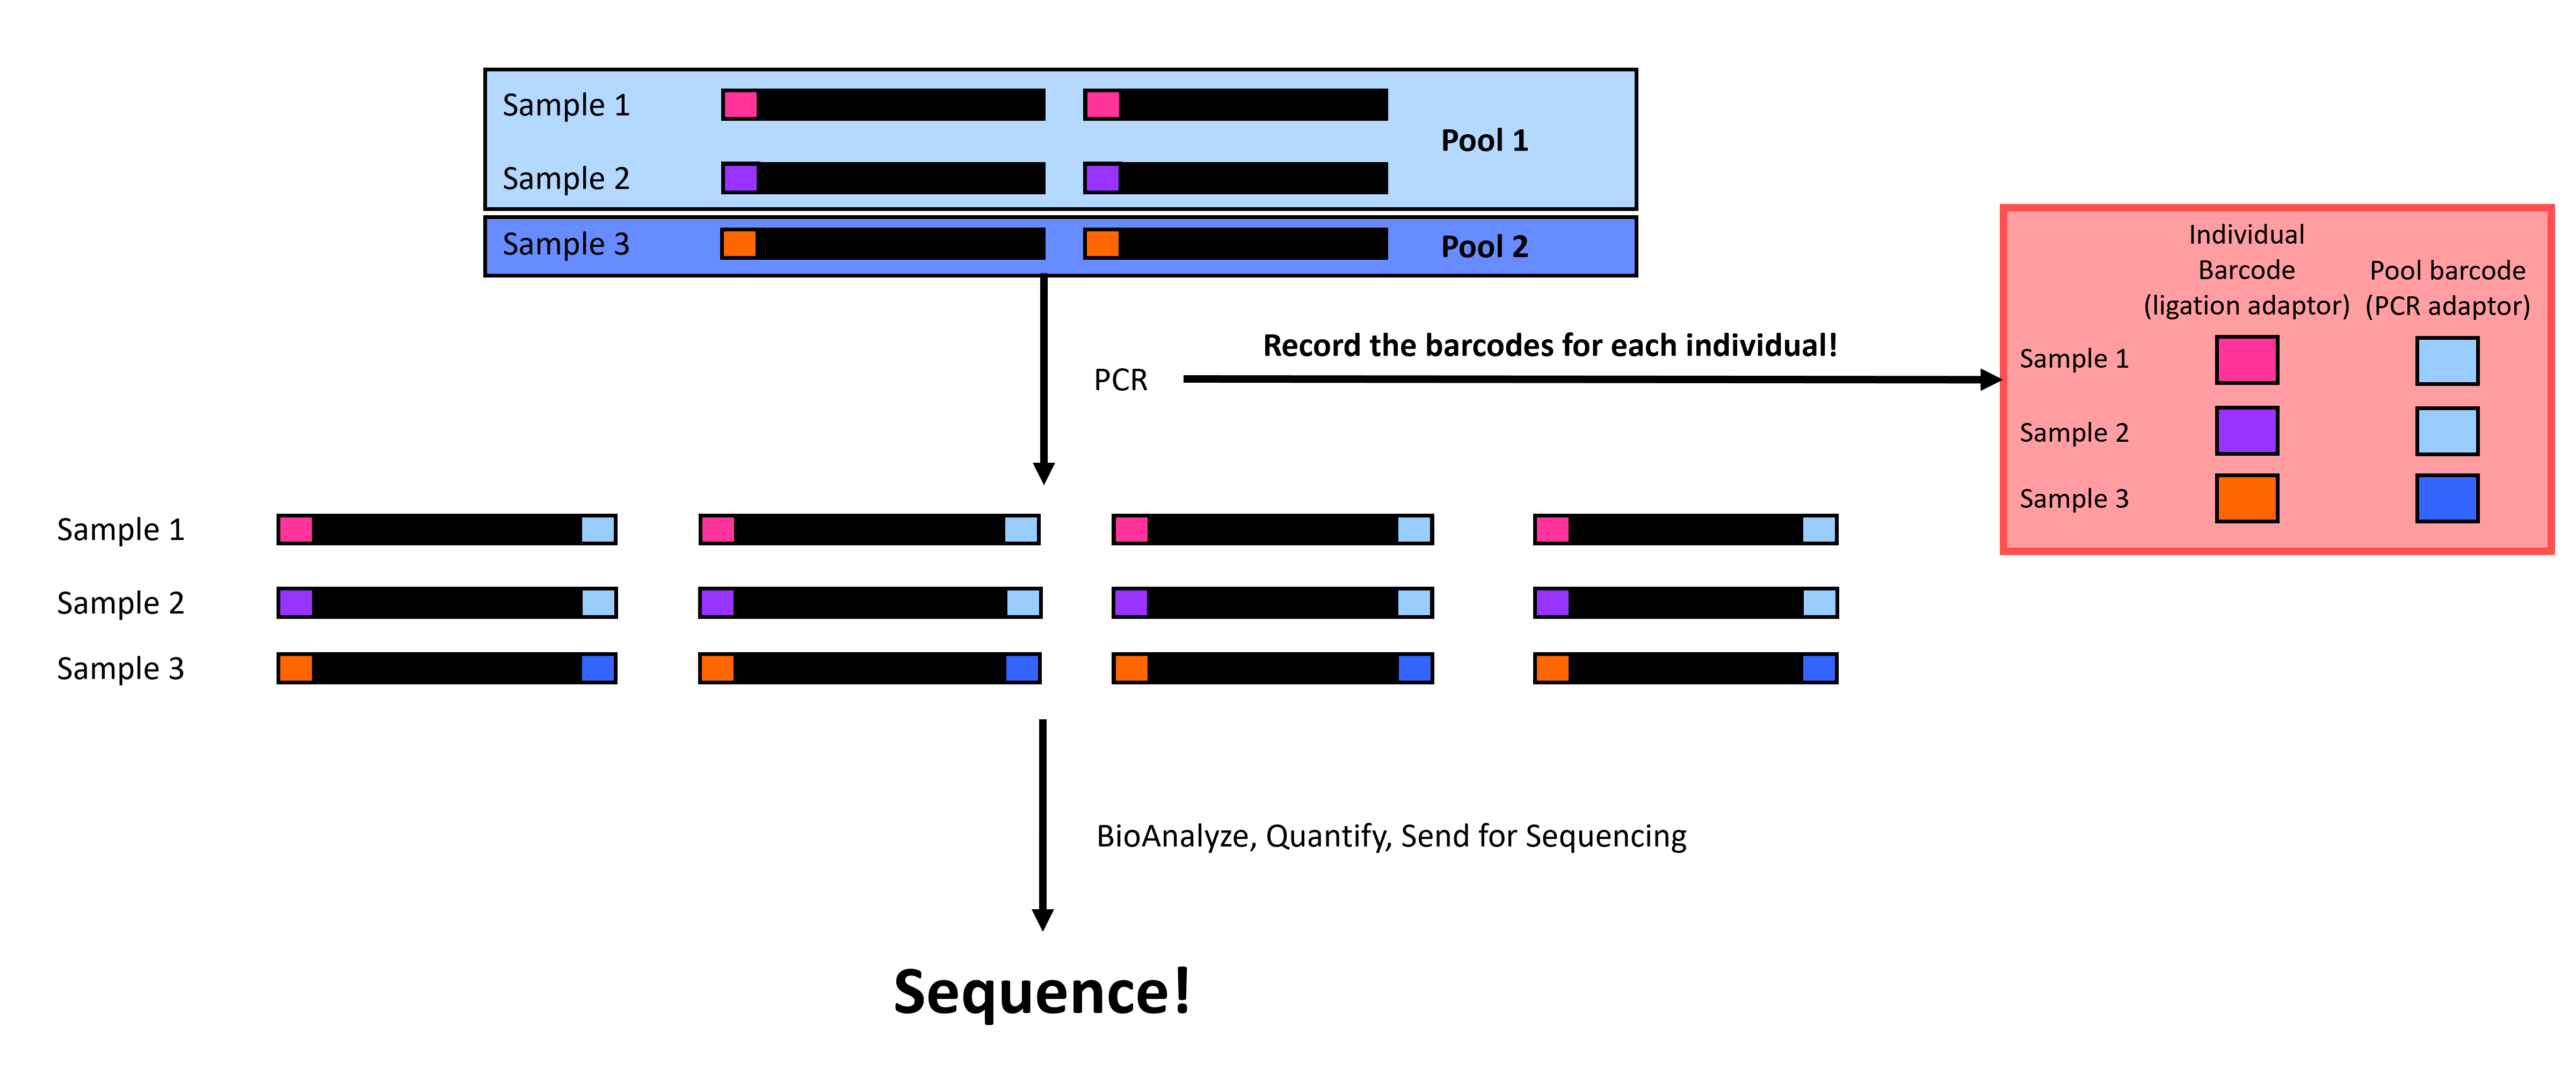 Sample 1
Sample 2
Pool 1
Sample 3
Pool 2
PCR
Record the barcodes for each individual!
Individual
Barcode
(ligation adaptor)
Pool barcode
(PCR adaptor)
Sample 1
Sample 2
Sample 3
Sample 1
Sample 2
Sample 3
BioAnalyze, Quantify, Send for Sequencing
Sequence!